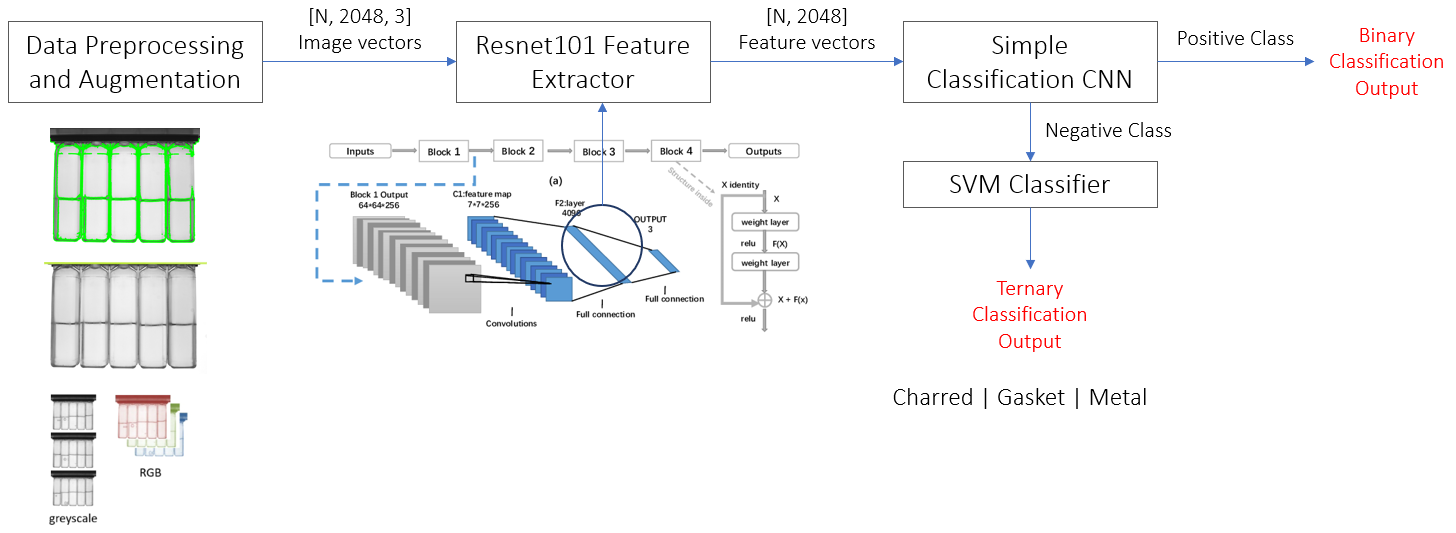 [N, 2048, 3]
Image vectors
[N, 2048]
Feature vectors
Data Preprocessing
and Augmentation
Resnet101 Feature
Extractor
Simple
Classification CNN
Positive Class
Binary
Classification
Output
Negative Class
SVM Classifier
Ternary
Classification
Output
Charred | Gasket | Metal
Inputs
Block 1
Block 2
Block 3
Block 4
Outputs
(a)
Structure inside
X identity
X
weight layer
relu F(X)
weight layer
X + F(x)
relu
Block 1 Output
64*64*256
C1:feature map
7*7*256
F2:layer
4096
OUTPUT
3
Convolutions
Full connection
Full connection
RGB
greyscale